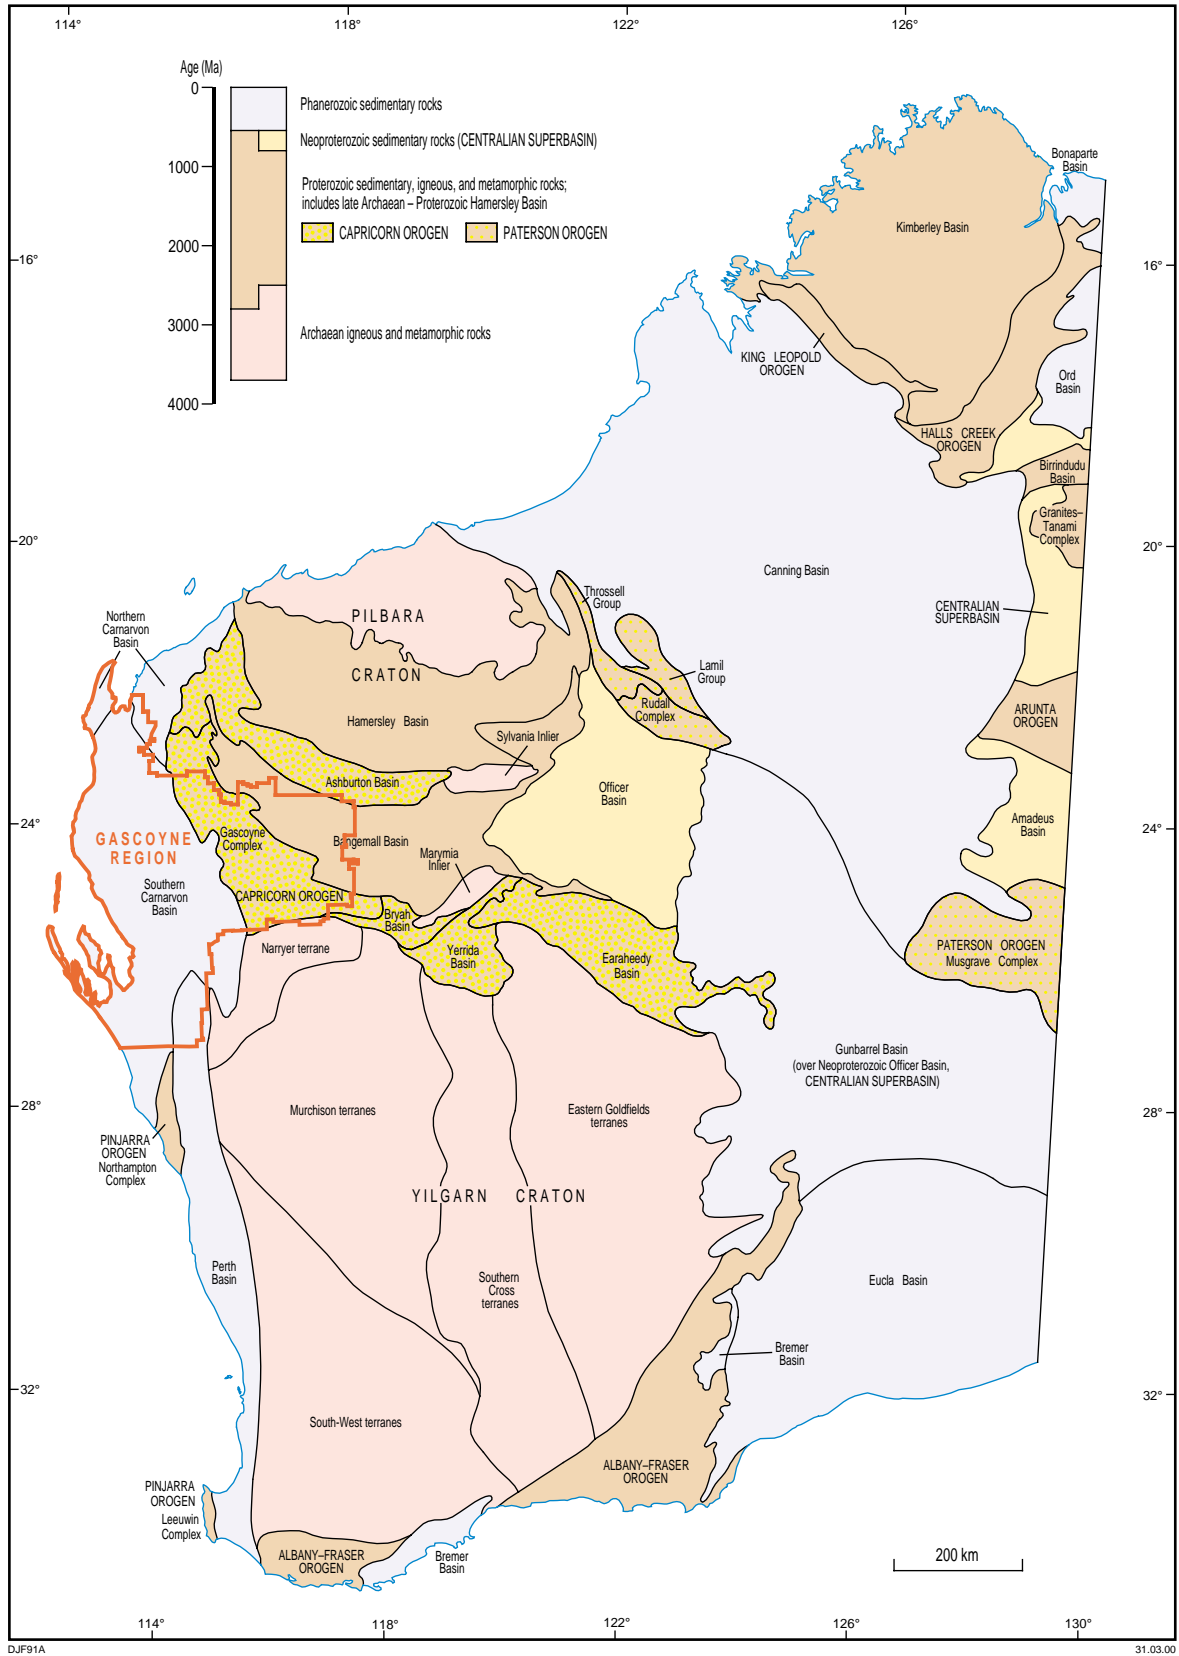 114°
118°
122°
126°
Age (Ma)
0
1000
2000
3000
4000
Phanerozoic sedimentary rocks
Neoproterozoic sedimentary rocks (CENTRALIAN SUPERBASIN)
Proterozoic sedimentary, igneous, and metamorphic rocks;
includes late Archaean – Proterozoic Hamersley Basin
CAPRICORN OROGEN
PATERSON OROGEN
Archaean igneous and metamorphic rocks
Bonaparte
Basin
Kimberley Basin
16°
16°
KING LEOPOLD
OROGEN
Ord
Basin
HALLS CREEK
OROGEN
Birrindudu
Basin
Granites–
Tanami
Complex
20°
20°
Canning Basin
CENTRALIAN
SUPERBASIN
Throssell
Group
PILBARA
CRATON
Northern
Carnarvon
Basin
Lamil
Group
Rudall
Complex
ARUNTA
OROGEN
Hamersley Basin
Sylvania Inlier
Ashburton Basin
Officer
Basin
24°
24°
Amadeus
Basin
GASCOYNE
REGION
Gascoyne
Complex
Bangemall Basin
Marymia
Inlier
Southern
Carnarvon
Basin
CAPRICORN OROGEN
Bryah
Basin
Narryer terrane
Yerrida
Basin
Earaheedy
Basin
PATERSON OROGEN
Musgrave Complex
Gunbarrel Basin
(over Neoproterozoic Officer Basin,
CENTRALIAN SUPERBASIN)
28°
28°
Murchison terranes
Eastern Goldfields
terranes
PINJARRA
OROGEN
Northampton
Complex
YILGARN CRATON
Perth
Basin
Southern
Cross
terranes
Eucla Basin
Bremer
Basin
32°
32°
South-West terranes
ALBANY–FRASER
OROGEN
PINJARRA
OROGEN
Leeuwin
Complex
ALBANY–FRASER
OROGEN
Bremer
Basin
200 km
114°
118°
122°
126°
130°
DJF91A
31.03.00